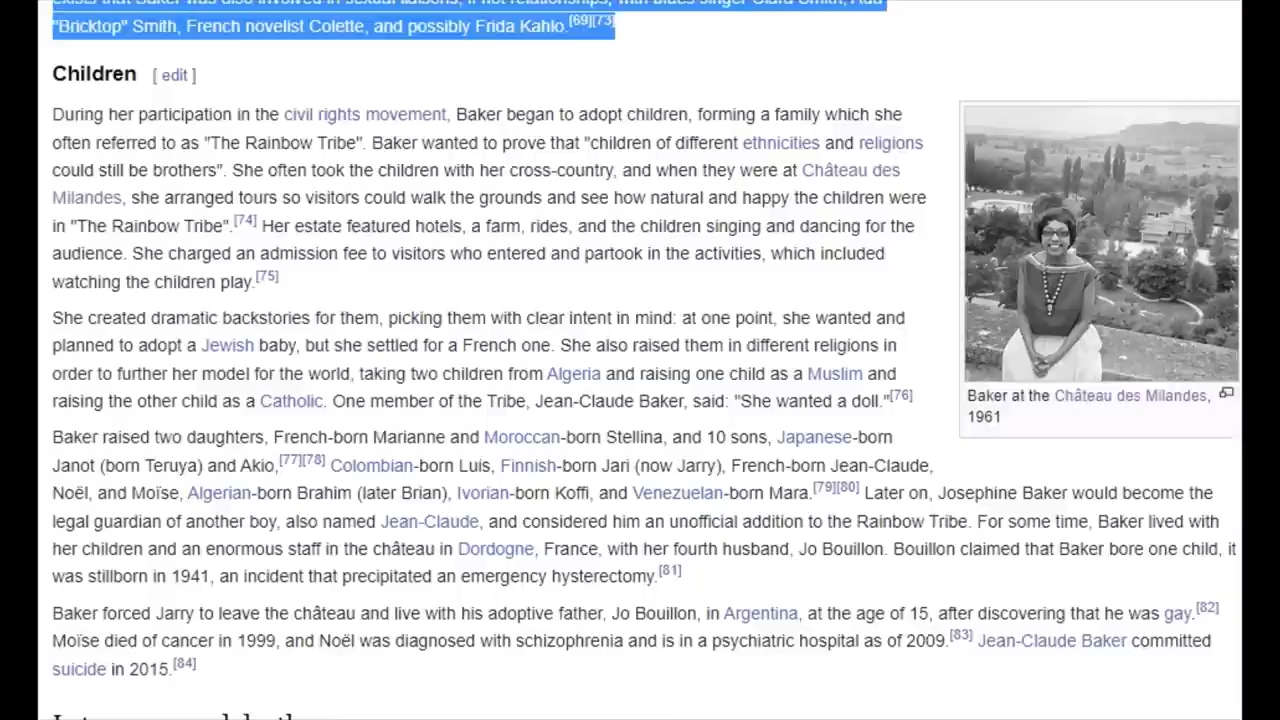 "Bricktop" Smith, French novelist Colette, and possibly Frida Kahlo.[69][73]
Children [ edit ]
During her participation in the civil rights movement, Baker began to adopt children, forming a family which she
often referred to as "The Rainbow Tribe". Baker wanted to prove that "children of different ethnicities and religions
could still be brothers". She often took the children with her cross-country, and when they were at Château des
Milandes, she arranged tours so visitors could walk the grounds and see how natural and happy the children were
in "The Rainbow Tribe".[74] Her estate featured hotels, a farm, rides, and the children singing and dancing for the
audience. She charged an admission fee to visitors who entered and partook in the activities, which included
watching the children play.[75]
She created dramatic backstories for them, picking them with clear intent in mind: at one point, she wanted and
planned to adopt a Jewish baby, but she settled for a French one. She also raised them in different religions in
order to further her model for the world, taking two children from Algeria and raising one child as a Muslim and
raising the other child as a Catholic. One member of the Tribe, Jean-Claude Baker, said: "She wanted a doll."[76]
Baker at the Château des Milandes,
1961
Baker raised two daughters, French-born Marianne and Moroccan-born Stellina, and 10 sons, Japanese-born
Janot (born Teruya) and Akio,[77][78] Colombian-born Luis, Finnish-born Jari (now Jarry), French-born Jean-Claude,
Noël, and Moïse, Algerian-born Brahim (later Brian), Ivorian-born Koffi, and Venezuelan-born Mara.[79][80] Later on, Josephine Baker would become the
legal guardian of another boy, also named Jean-Claude, and considered him an unofficial addition to the Rainbow Tribe. For some time, Baker lived with
her children and an enormous staff in the château in Dordogne, France, with her fourth husband, Jo Bouillon. Bouillon claimed that Baker bore one child, it
was stillborn in 1941, an incident that precipitated an emergency hysterectomy.[81]
Baker forced Jarry to leave the château and live with his adoptive father, Jo Bouillon, in Argentina, at the age of 15, after discovering that he was gay.[82]
Moïse died of cancer in 1999, and Noël was diagnosed with schizophrenia and is in a psychiatric hospital as of 2009.[83] Jean-Claude Baker committed
suicide in 2015.[84]